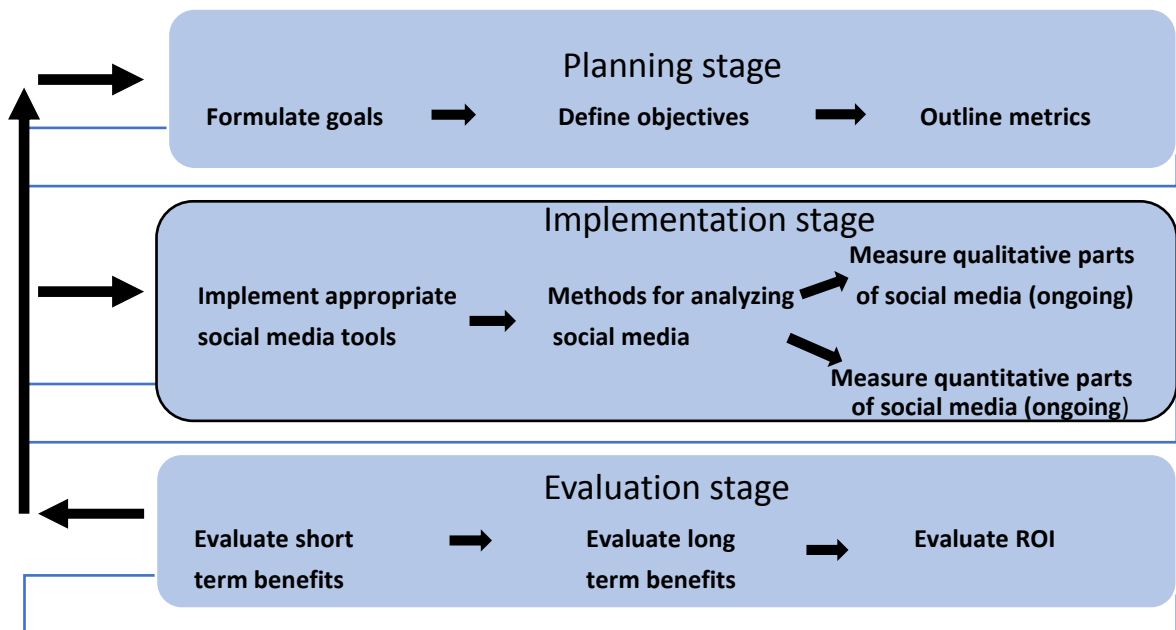 Planning stage
Formulate goals
Define objectives
Outline metrics
Implementation stage
Implement appropriate
social media tools
Methods for analyzing
social media
Measure qualitative parts
of social media (ongoing)
Measure quantitative parts
of social media (ongoing)
Evaluation stage
Evaluate short
term benefits
Evaluate long
term benefits
Evaluate ROI